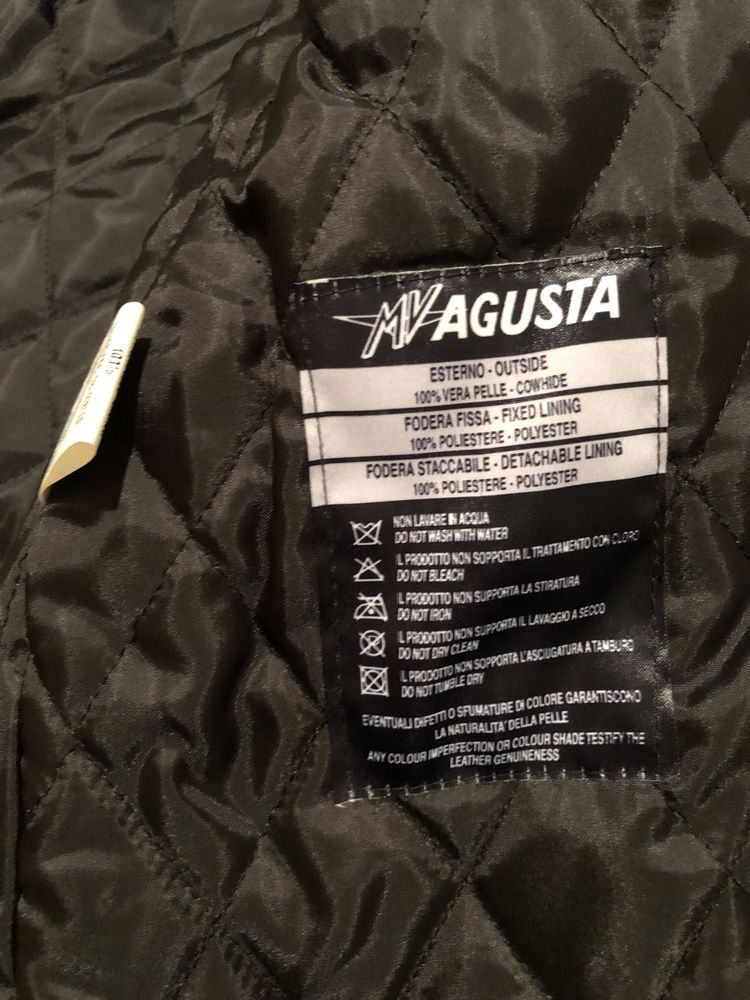 MV AGUSTA
ESTERNO - OUTSIDE
100% VERA PELLE - COWHIDE
FODERA FISSA - FIXED LINING
100% POLIESTERE - POLYESTER
FODERA STACCABILE - DETACHABLE LINING
100% POLIESTERE - POLYESTER
NON LAVARE IN ACQUA
DO NOT WASH WITH WATER
IL PRODOTTO NON SUPPORTA IL TRATTAMENTO CON CLORO
DO NOT BLEACH
IL PRODOTTO NON SUPPORTA LA STIRATURA
DO NOT IRON
IL PRODOTTO NON SUPPORTA IL LAVAGGIO A SECCO
DO NOT DRY CLEAN
IL PRODOTTO NON SUPPORTA L'ASCIUGATURA A TAMBURO
DO NOT TUMBLE DRY
EVENTUALI DIFETTI O SFUMATURE DI COLORE GARANTISCONO
LA NATURALITA' DELLA PELLE
ANY COLOUR IMPERFECTION OR COLOUR SHADE TESTIFY THE
LEATHER GENUINENESS